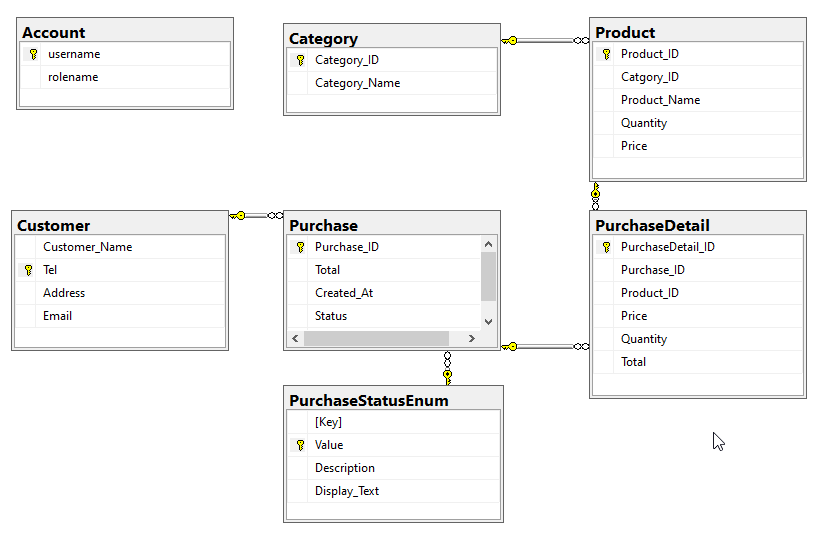 Account
username
rolename
Category
Category_ID
Category_Name
Product
Product_ID
Catgory_ID
Product_Name
Quantity
Price
Customer
Customer_Name
Tel
Address
Email
Purchase
Purchase_ID
Total
Created_At
Status
PurchaseDetail
PurchaseDetail_ID
Purchase_ID
Product_ID
Price
Quantity
Total
PurchaseStatusEnum
[Key]
Value
Description
Display_Text